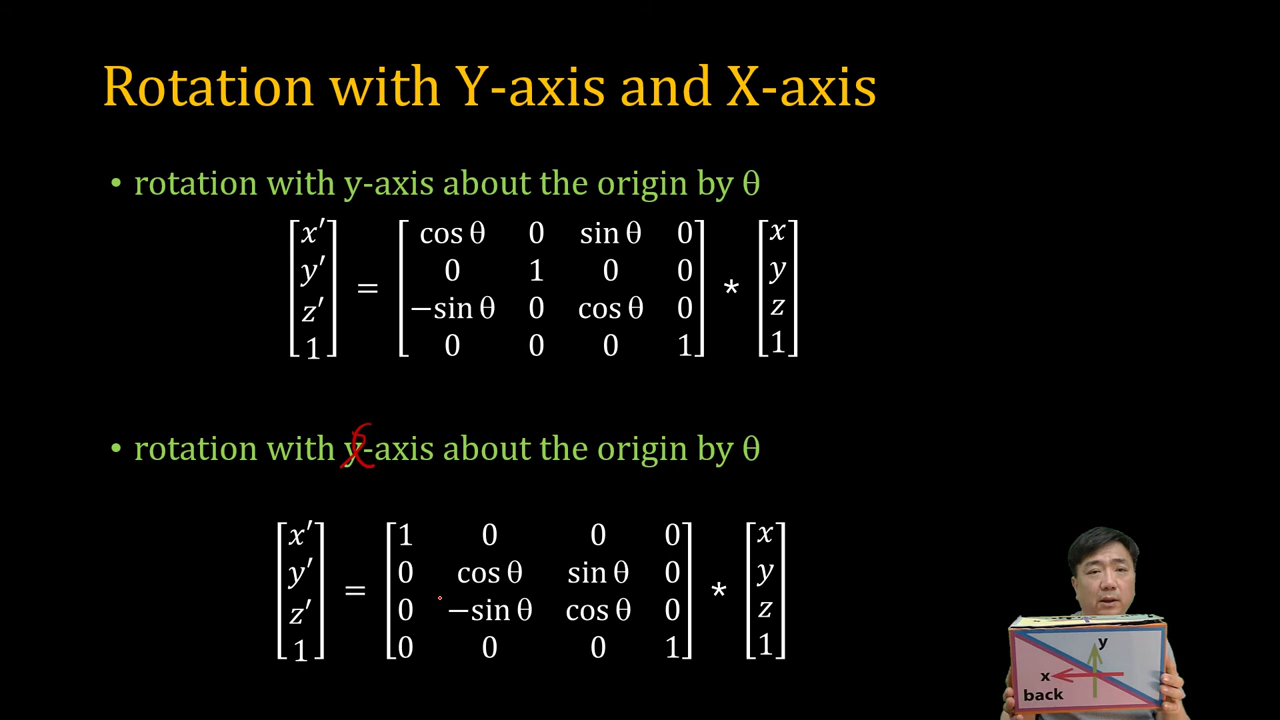 Rotation with Y-axis and X-axis
• rotation with y-axis about the origin by θ
[x′ y′ z′ 1] = [cos θ 0 sin θ 0
0 1 0 0
−sin θ 0 cos θ 0
0 0 0 1] * [x y z 1]
• rotation with y-axis about the origin by θ
x
[x′ y′ z′ 1] = [1 0 0 0
0 cos θ sin θ 0
0 −sin θ cos θ 0
0 0 0 1] * [x y z 1]
y
x
back